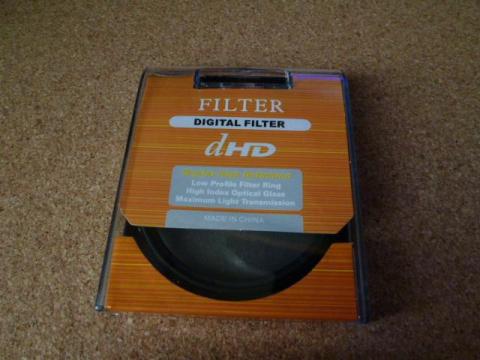 FILTER
DIGITAL FILTER
dHD
Low Profile Filter Ring
High Index Optical Glass
Maximum Light Transmission
MADE IN CHINA